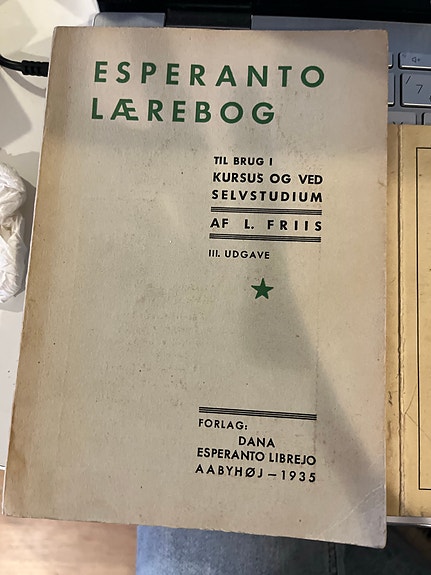 ESPERANTO
LÆREBOG
TIL BRUG I
KURSUS OG VED
SELVSTUDIUM
AF L. FRIIS
III. UDGAVE
FORLAG:
DANA
ESPERANTO LIBREJO
AABYHØJ — 1935